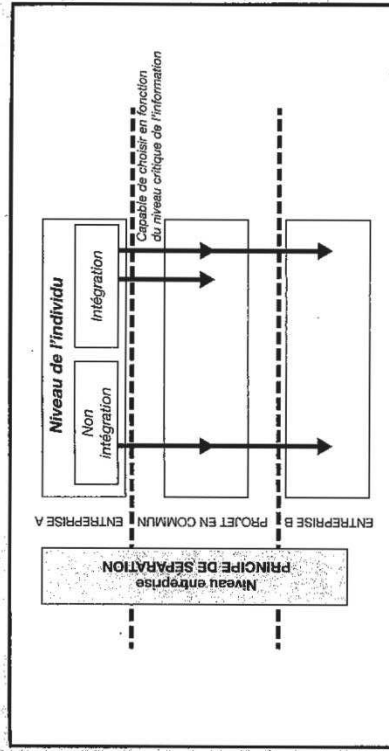 Niveau entreprise
PRINCIPE DE SÉPARATION
ENTREPRISE A
PROJET EN COMMUN
ENTREPRISE B
Niveau de l'individu
Non
intégration
Intégration
Capable de choisir en fonction
du niveau critique de l'information